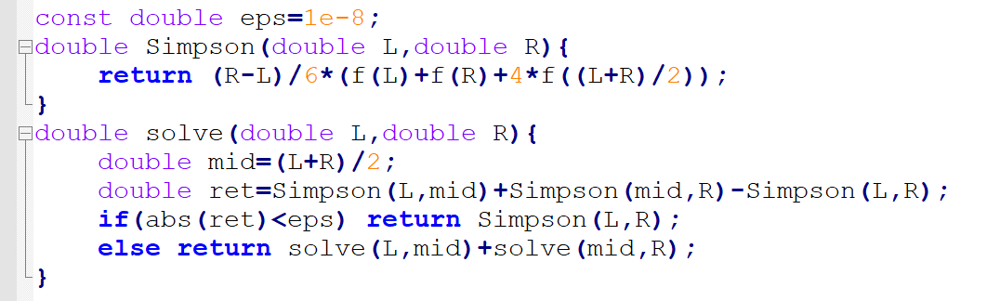 const double eps=1e-8;
double Simpson(double L,double R){
    return (R-L)/6*(f(L)+f(R)+4*f((L+R)/2));
}
double solve(double L,double R){
    double mid=(L+R)/2;
    double ret=Simpson(L,mid)+Simpson(mid,R)-Simpson(L,R);
    if(abs(ret)<eps) return Simpson(L,R);
    else return solve(L,mid)+solve(mid,R);
}